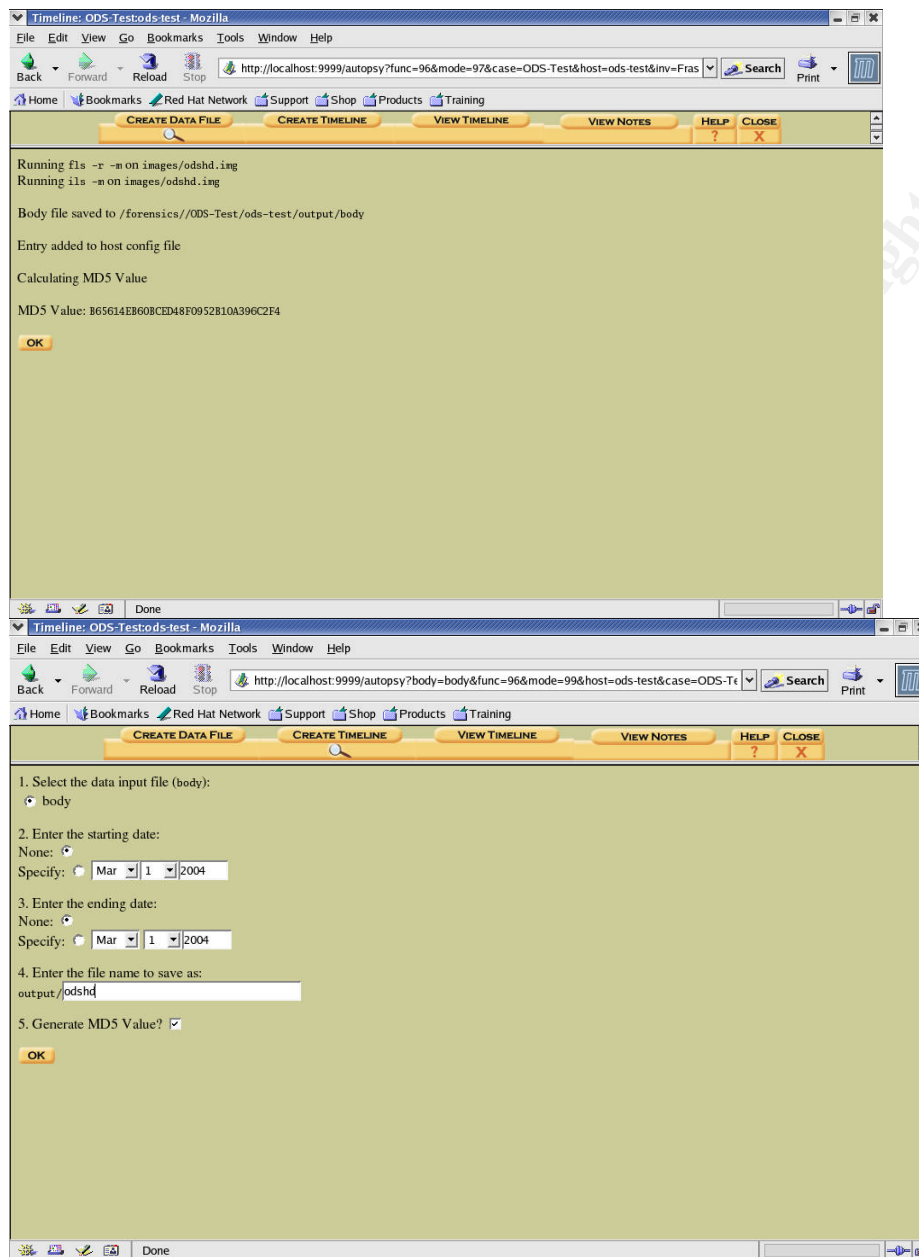 Timeline: ODS-Test:ods-test - Mozilla
File Edit View Go Bookmarks Tools Window Help
Back Forward Reload Stop http://localhost:9999/autopsy?func=96&mode=97&case=ODS-Test&host=ods-test&inv=Fras Search Print
Home Bookmarks Red Hat Network Support Shop Products Training
CREATE DATA FILE CREATE TIMELINE VIEW TIMELINE VIEW NOTES HELP CLOSE
? X
Running fls -r -m on images/odshd.img
Running ils -m on images/odshd.img
Body file saved to /forensics//ODS-Test/ods-test/output/body
Entry added to host config file
Calculating MD5 Value
MD5 Value: B65614EB60BCED48F0952B10A396C2F4
OK
Done
Timeline: ODS-Test:ods-test - Mozilla
File Edit View Go Bookmarks Tools Window Help
Back Forward Reload Stop http://localhost:9999/autopsy?body=body&func=96&mode=99&host=ods-test&case=ODS-Te Search Print
Home Bookmarks Red Hat Network Support Shop Products Training
CREATE DATA FILE CREATE TIMELINE VIEW TIMELINE VIEW NOTES HELP CLOSE
? X
1. Select the data input file (body):
body
2. Enter the starting date:
None:
Specify: Mar 1 2004
3. Enter the ending date:
None:
Specify: Mar 1 2004
4. Enter the file name to save as:
output/odshd
5. Generate MD5 Value?
OK
Done